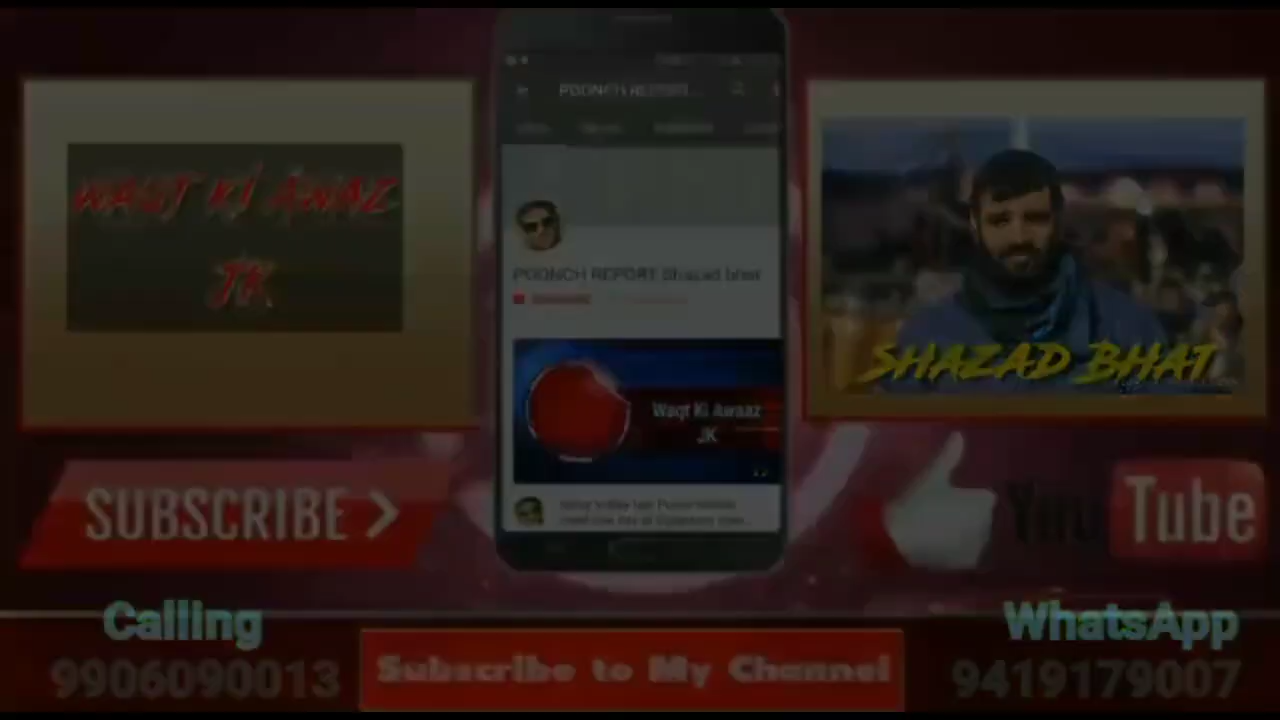 WAQT KI AWAZ
JK
POONCH REPORT...
POONCH REPORT Shazad bhat
Waqt Ki Awaaz
JK
SHAZAD BHAT
SUBSCRIBE >
YouTube
Calling
9906090013
Subscribe to My Channel
WhatsApp
9419179007